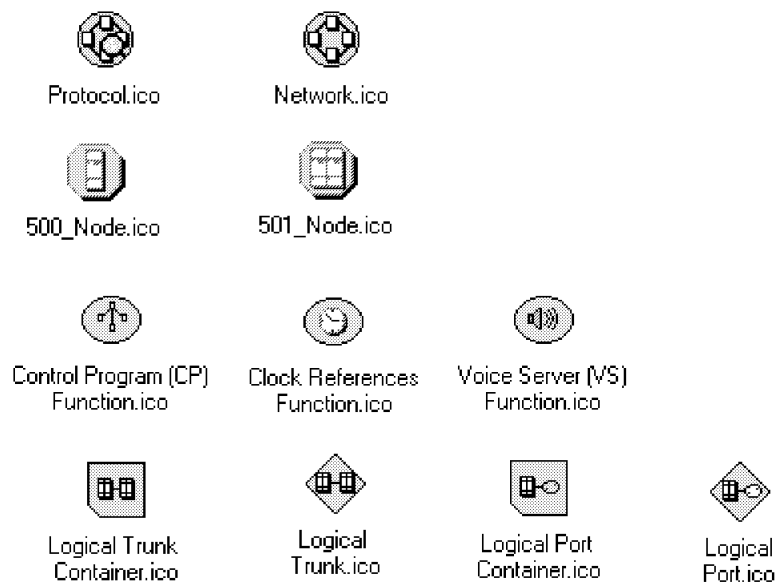 Protocol.ico
Network.ico
500_Node.ico
501_Node.ico
Control Program (CP)
Function.ico
Clock References
Function.ico
Voice Server (VS)
Function.ico
Logical Trunk
Container.ico
Logical
Trunk.ico
Logical Port
Container.ico
Logical
Port.ico